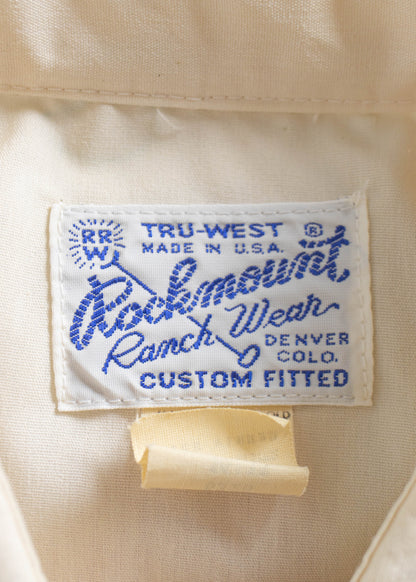 RR
W
TRU-WEST ®
MADE IN U.S.A.
Rockmount
Ranch Wear
DENVER
COLO.
CUSTOM FITTED